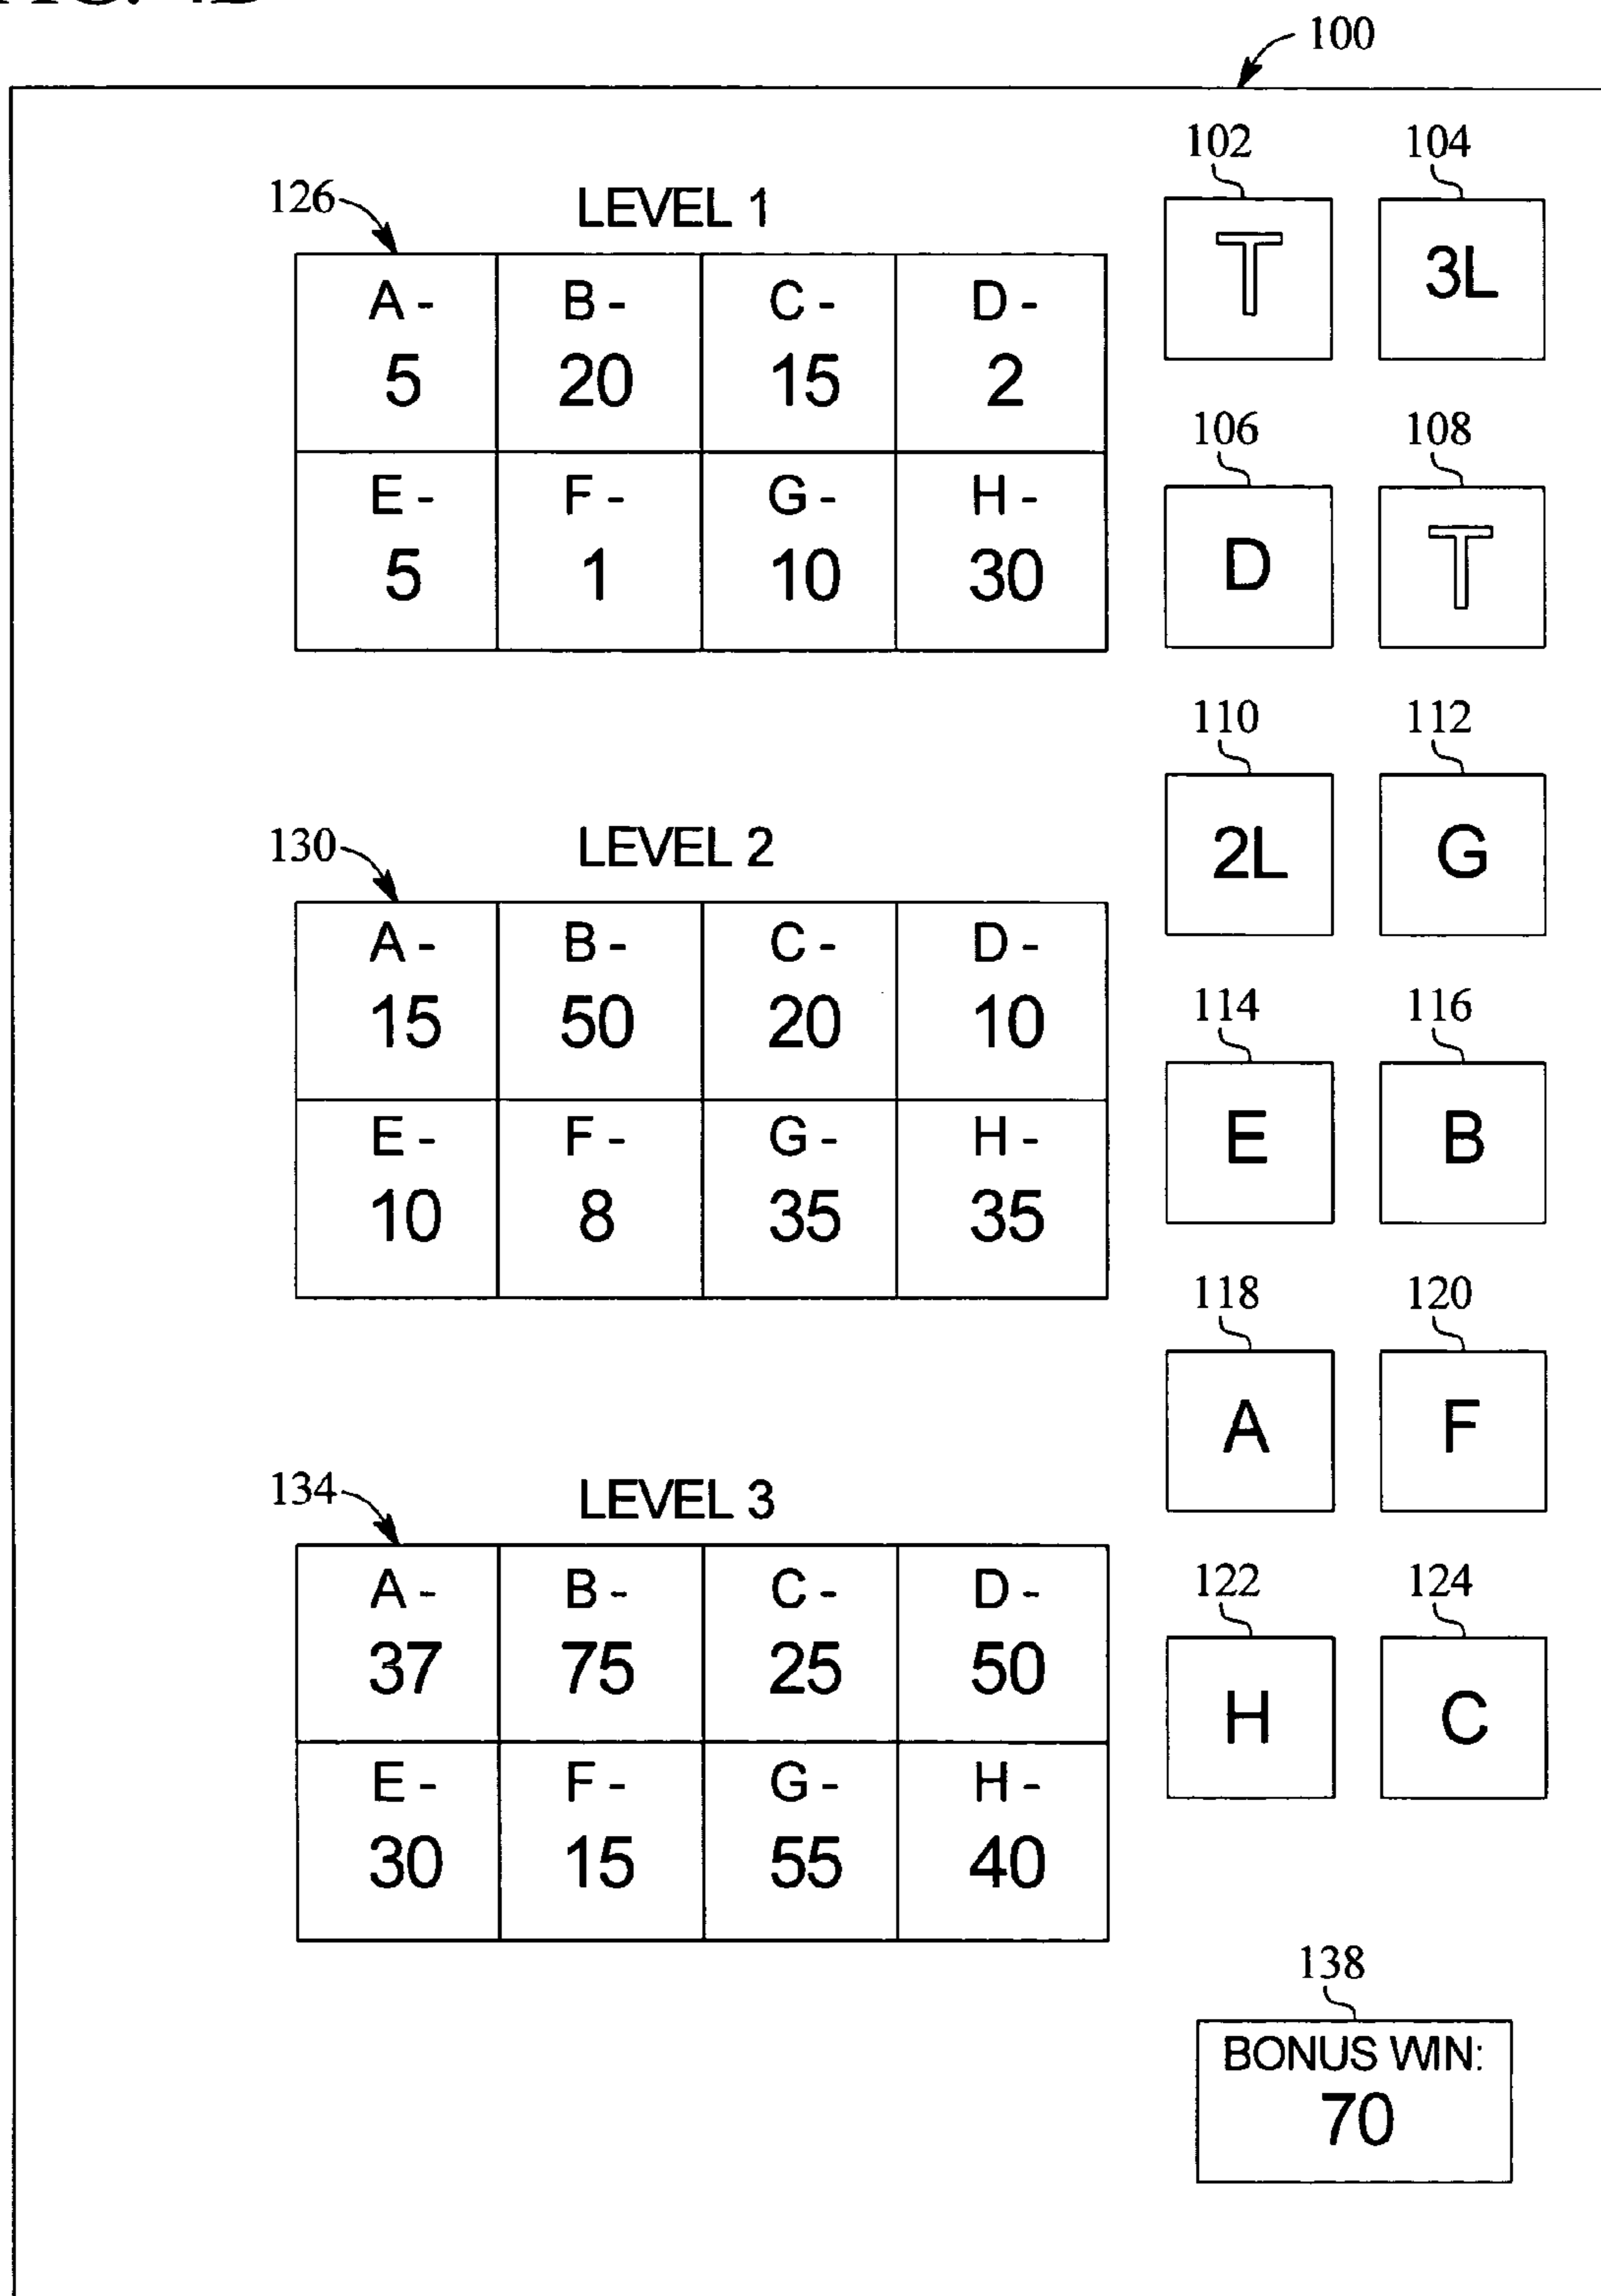 100
102 104
126 LEVEL 1
T 3L
A - B - C - D -
5 20 15 2
106 108
E - F - G - H -
5 1 10 30
D T
110 112
2L G
130 LEVEL 2
A - B - C - D -
15 50 20 10
114 116
E - F - G - H -
10 8 35 35
E B
118 120
A F
134 LEVEL 3
A - B - C - D -
37 75 25 50
122 124
H C
E - F - G - H -
30 15 55 40
138
BONUS WIN:
70